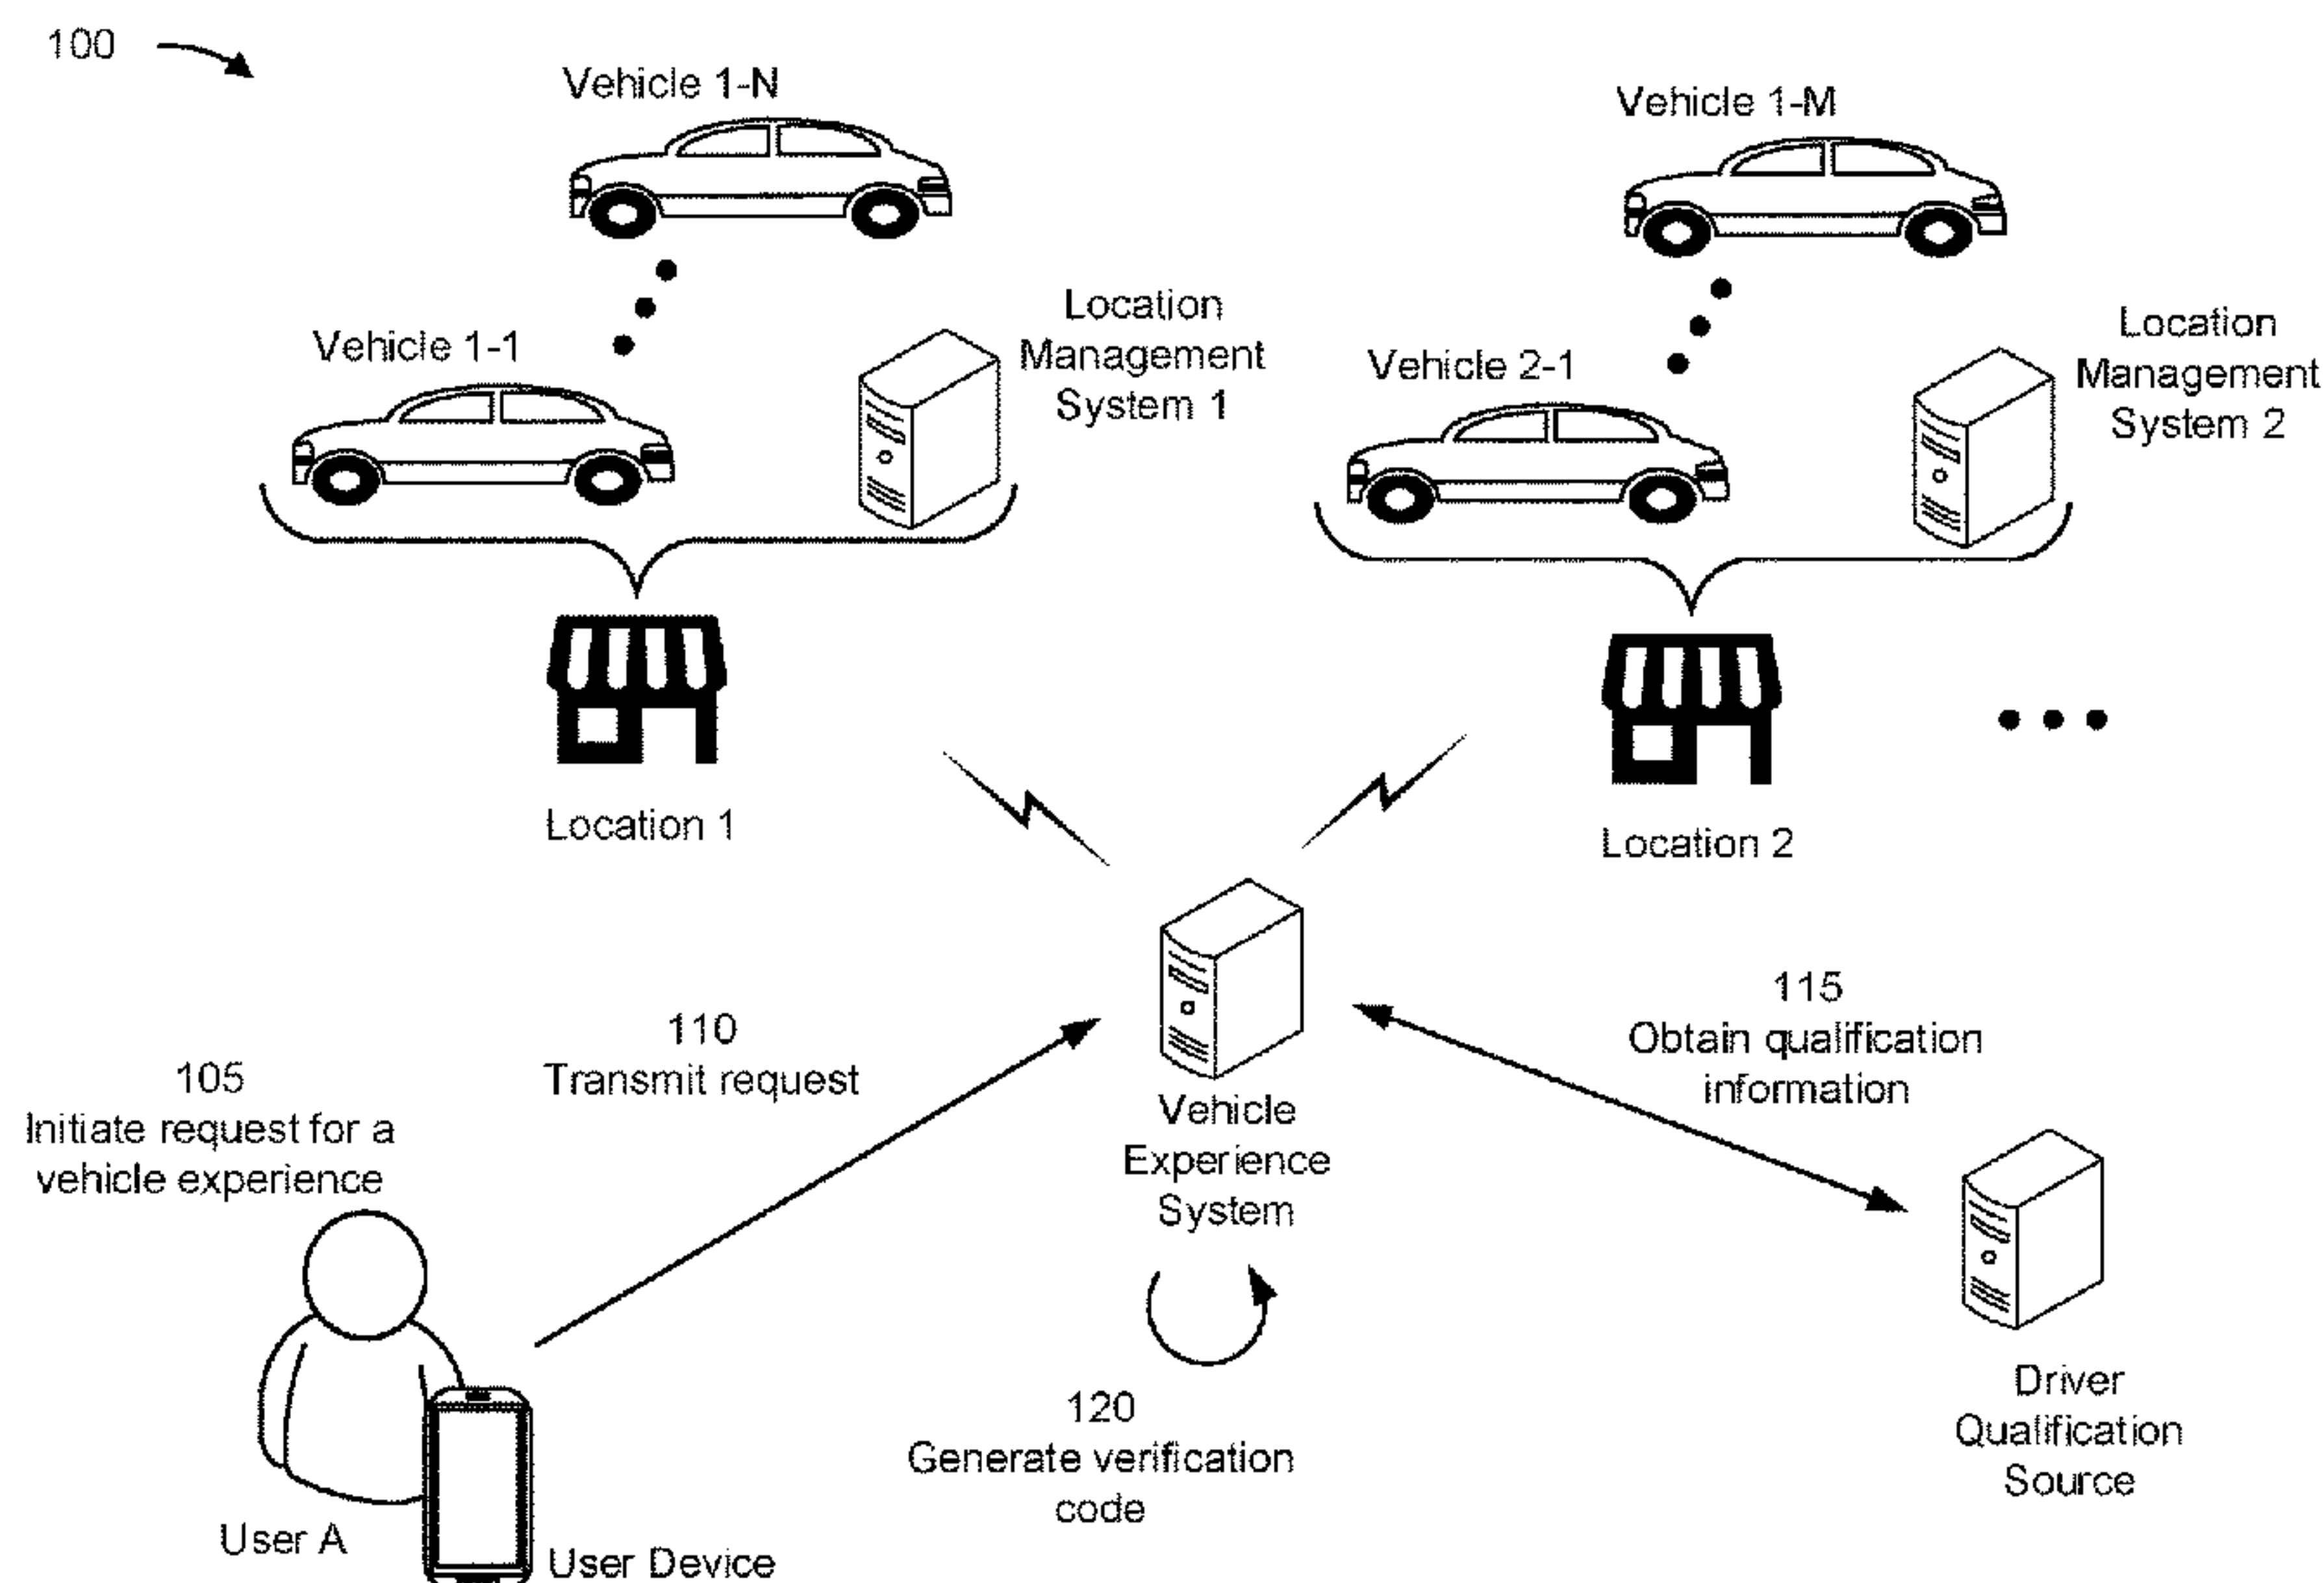 100
Vehicle 1-N
Vehicle 1-M
Location
Management
System 1
Vehicle 1-1
Location
Management
System 2
Vehicle 2-1
Location 1
Location 2
115
Obtain qualification
information
110
Transmit request
105
Initiate request for a
vehicle experience
Vehicle
Experience
System
Driver
Qualification
Source
120
Generate verification
code
User A
User Device